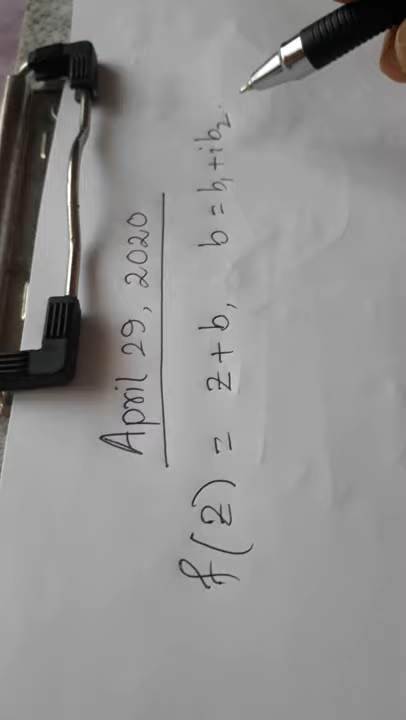 April 29, 2020
f(z) = z + b, b = b₁ + ib₂.